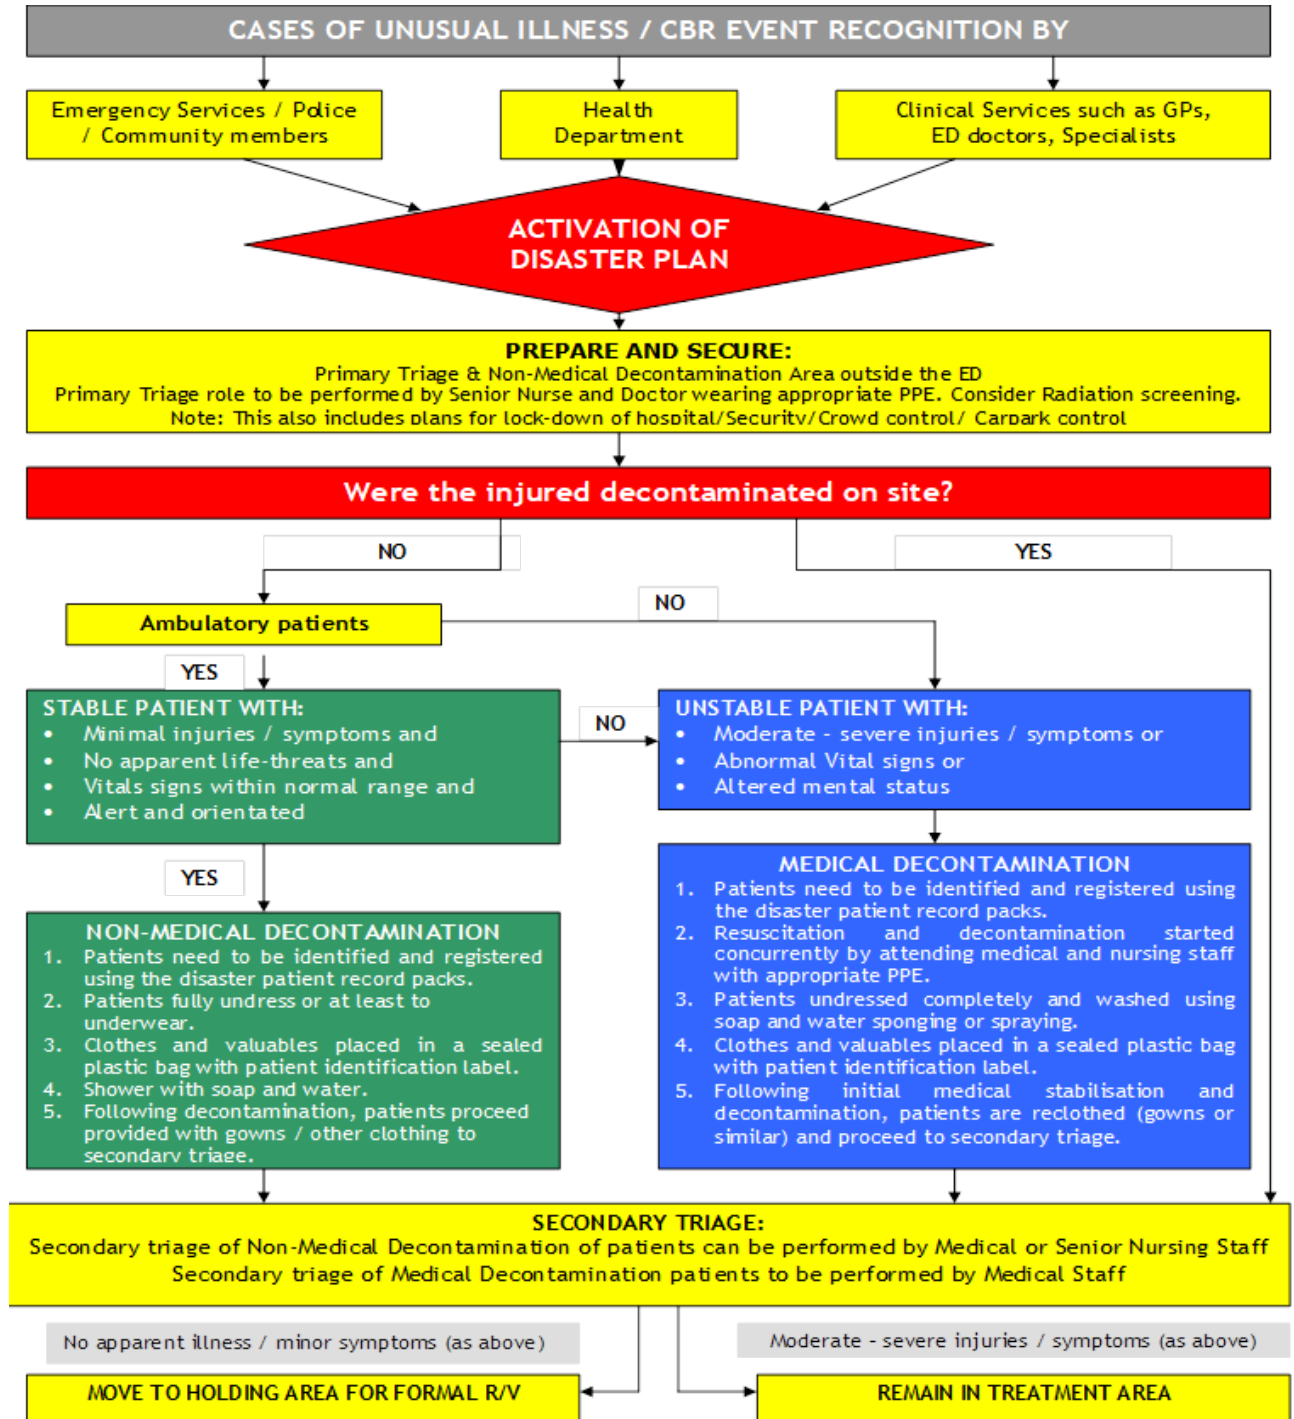 CASES OF UNUSUAL ILLNESS / CBR EVENT RECOGNITION BY
Emergency Services / Police
/ Community members
Health
Department
Clinical Services such as GPs,
ED doctors, Specialists
ACTIVATION OF
DISASTER PLAN
PREPARE AND SECURE:
Primary Triage & Non-Medical Decontamination Area outside the ED
Primary Triage role to be performed by Senior Nurse and Doctor wearing appropriate PPE. Consider Radiation screening.
Note: This also includes plans for lock-down of hospital/Security/Crowd control/ Carpark control
Were the injured decontaminated on site?
NO
YES
Ambulatory patients
NO
YES
STABLE PATIENT WITH:
• Minimal injuries / symptoms and
• No apparent life-threats and
• Vitals signs within normal range and
• Alert and orientated
NO
UNSTABLE PATIENT WITH:
• Moderate - severe injuries / symptoms or
• Abnormal Vital signs or
• Altered mental status
YES
NON-MEDICAL DECONTAMINATION
1. Patients need to be identified and registered
using the disaster patient record packs.
2. Patients fully undress or at least to
underwear.
3. Clothes and valuables placed in a sealed
plastic bag with patient identification label.
4. Shower with soap and water.
5. Following decontamination, patients proceed
provided with gowns / other clothing to
secondary triage.
MEDICAL DECONTAMINATION
1. Patients need to be identified and registered using
the disaster patient record packs.
2. Resuscitation and decontamination started
concurrently by attending medical and nursing staff
with appropriate PPE.
3. Patients undressed completely and washed using
soap and water sponging or spraying.
4. Clothes and valuables placed in a sealed plastic bag
with patient identification label.
5. Following initial medical stabilisation and
decontamination, patients are reclothed (gowns or
similar) and proceed to secondary triage.
SECONDARY TRIAGE:
Secondary triage of Non-Medical Decontamination of patients can be performed by Medical or Senior Nursing Staff
Secondary triage of Medical Decontamination patients to be performed by Medical Staff
No apparent illness / minor symptoms (as above)
Moderate - severe injuries / symptoms (as above)
MOVE TO HOLDING AREA FOR FORMAL R/V
REMAIN IN TREATMENT AREA